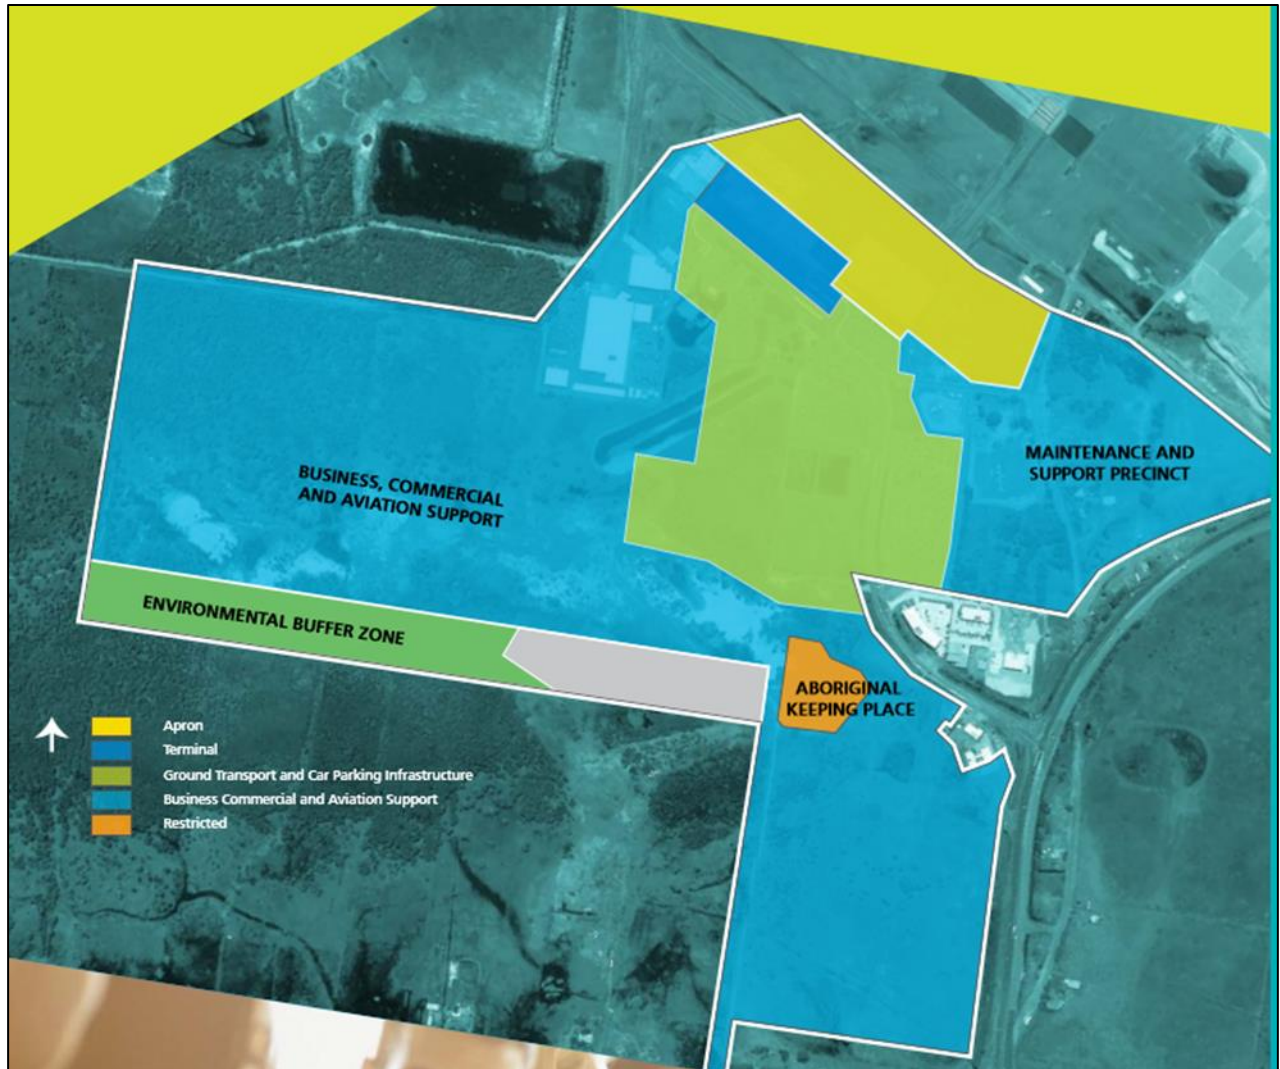 MAINTENANCE AND
SUPPORT PRECINCT
BUSINESS, COMMERCIAL
AND AVIATION SUPPORT
ENVIRONMENTAL BUFFER ZONE
ABORIGINAL
KEEPING PLACE
Apron
Terminal
Ground Transport and Car Parking Infrastructure
Business Commercial and Aviation Support
Restricted